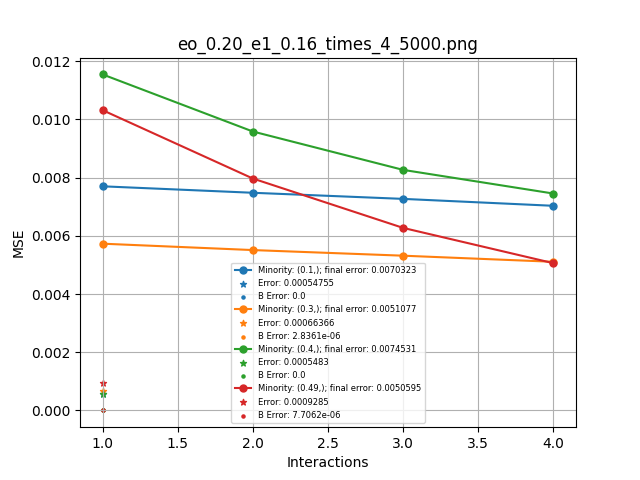 eo_0.20_e1_0.16_times_4_5000.png
0.012
0.010
0.008
0.006
0.004
0.002
0.000
MSE
Minority: (0.1,); final error: 0.0070323
Error: 0.00054755
B Error: 0.0
Minority: (0.3,); final error: 0.0051077
Error: 0.00066366
B Error: 2.8361e-06
Minority: (0.4,); final error: 0.0074531
Error: 0.0005483
B Error: 0.0
Minority: (0.49,); final error: 0.0050595
Error: 0.0009285
B Error: 7.7062e-06
1.0 1.5 2.0 2.5 3.0 3.5 4.0
Interactions